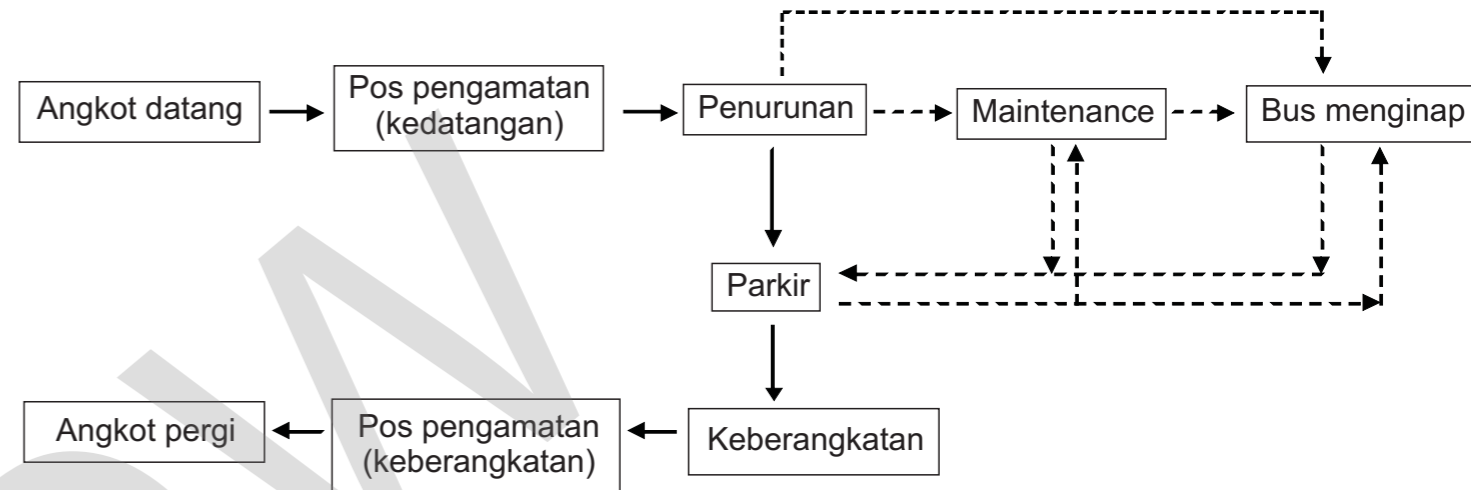 Angkot datang
Pos pengamatan
(kedatangan)
Penurunan
Maintenance
Bus menginap
Parkir
Angkot pergi
Pos pengamatan
(keberangkatan)
Keberangkatan